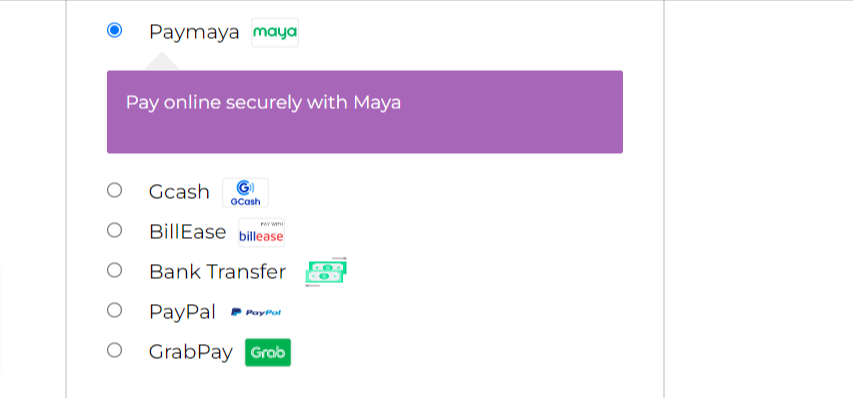 Paymaya maya
Pay online securely with Maya
Gcash G GCash
BillEase PAY WITH billease
Bank Transfer
PayPal PayPal
GrabPay Grab